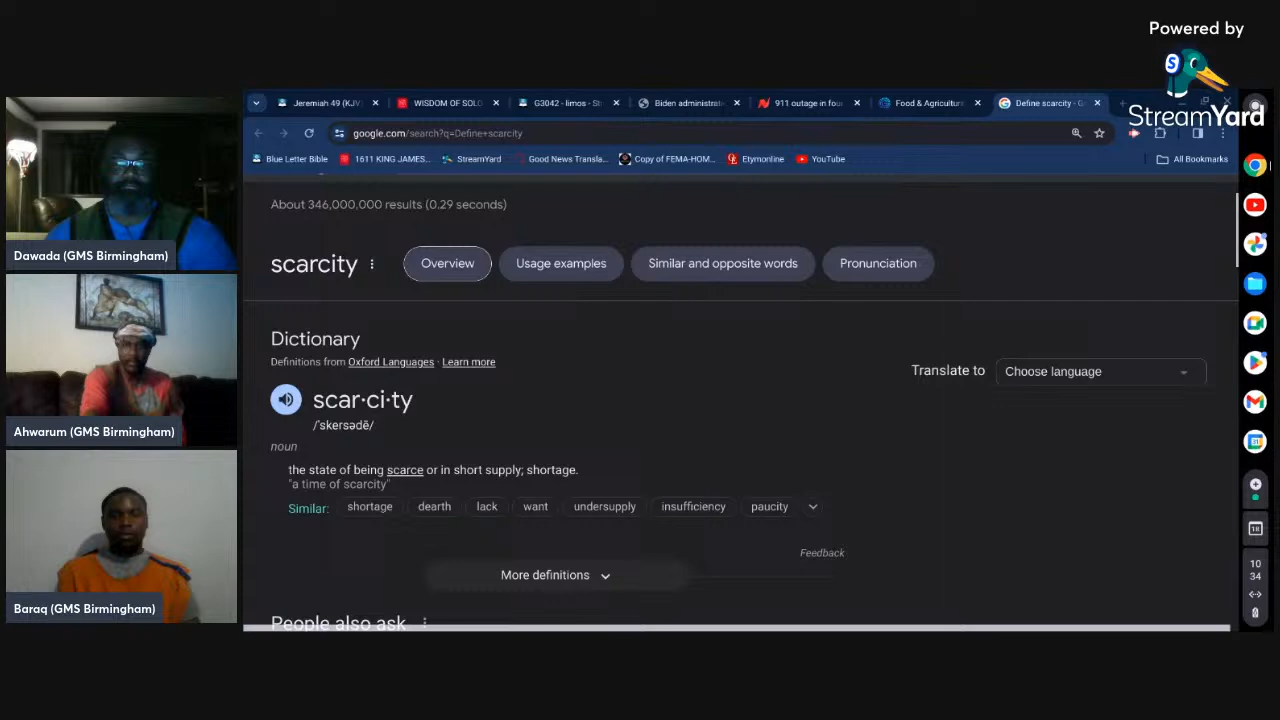 Powered by
StreamYard
Dawada (GMS Birmingham)
Ahwarum (GMS Birmingham)
Baraq (GMS Birmingham)
Jeremiah 49 (KJV
WISDOM OF SOLO
G3042 - limos - St
Biden administrat
911 outage in fou
Food & Agricultur
Define scarcity - G
google.com/search?q=Define+scarcity
Blue Letter Bible
1611 KING JAMES...
StreamYard
Good News Transla...
Copy of FEMA-HOM...
Etymonline
YouTube
All Bookmarks
About 346,000,000 results (0.29 seconds)
scarcity
Overview
Usage examples
Similar and opposite words
Pronunciation
Dictionary
Definitions from Oxford Languages · Learn more
Translate to
Choose language
scar·ci·ty
/ˈskersədē/
noun
the state of being scarce or in short supply; shortage.
"a time of scarcity"
Similar:
shortage
dearth
lack
want
undersupply
insufficiency
paucity
Feedback
More definitions
People also ask
10
34